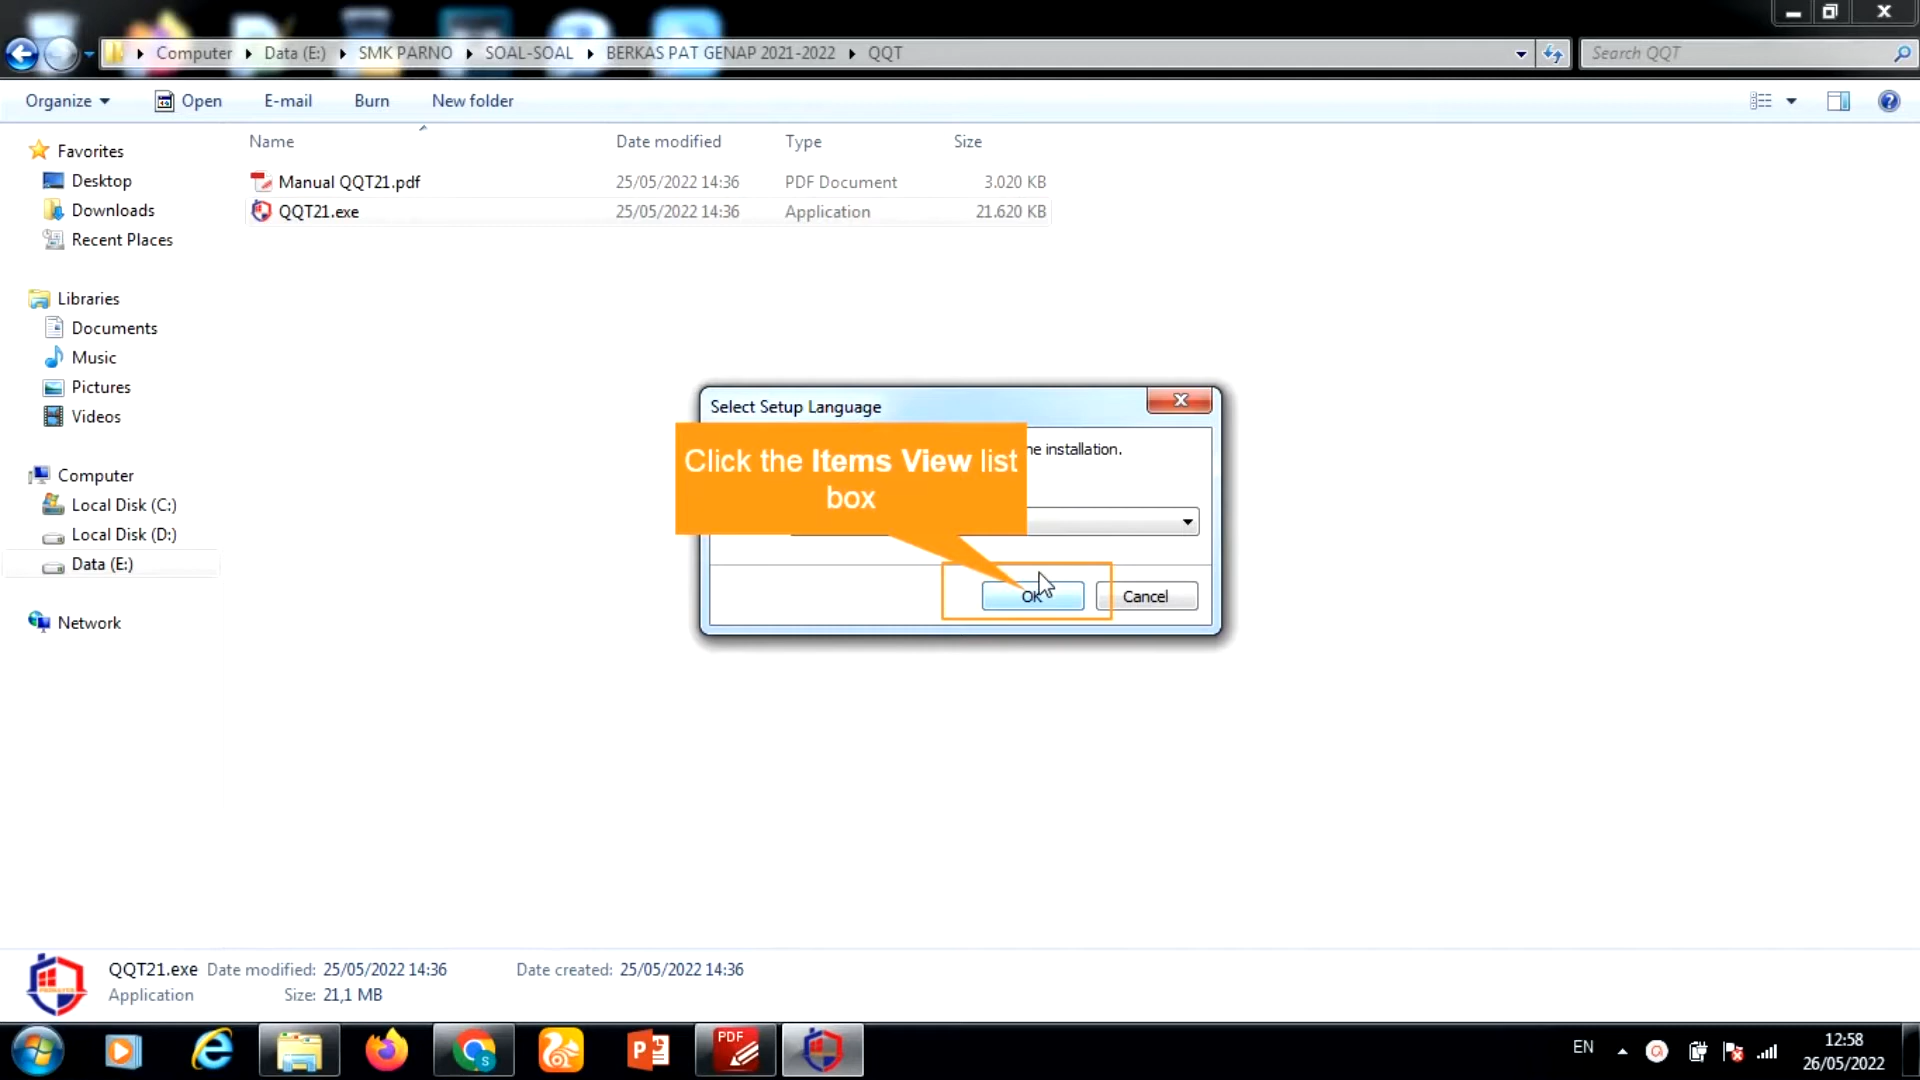 Computer Data (E:) SMK PARNO SOAL-SOAL BERKAS PAT GENAP 2021-2022 QQT
Search QQT
Organize Open E-mail Burn New folder
Name Date modified Type Size
Manual QQT21.pdf 25/05/2022 14:36 PDF Document 3.020 KB
QQT21.exe 25/05/2022 14:36 Application 21.620 KB
Favorites
Desktop
Downloads
Recent Places
Libraries
Documents
Music
Pictures
Videos
Computer
Local Disk (C:)
Local Disk (D:)
Data (E:)
Network
Select Setup Language
installation.
Click the Items View list
box
OK Cancel
QQT21.exe Date modified: 25/05/2022 14:36 Date created: 25/05/2022 14:36
Application Size: 21,1 MB
PDF
EN
12:58
26/05/2022